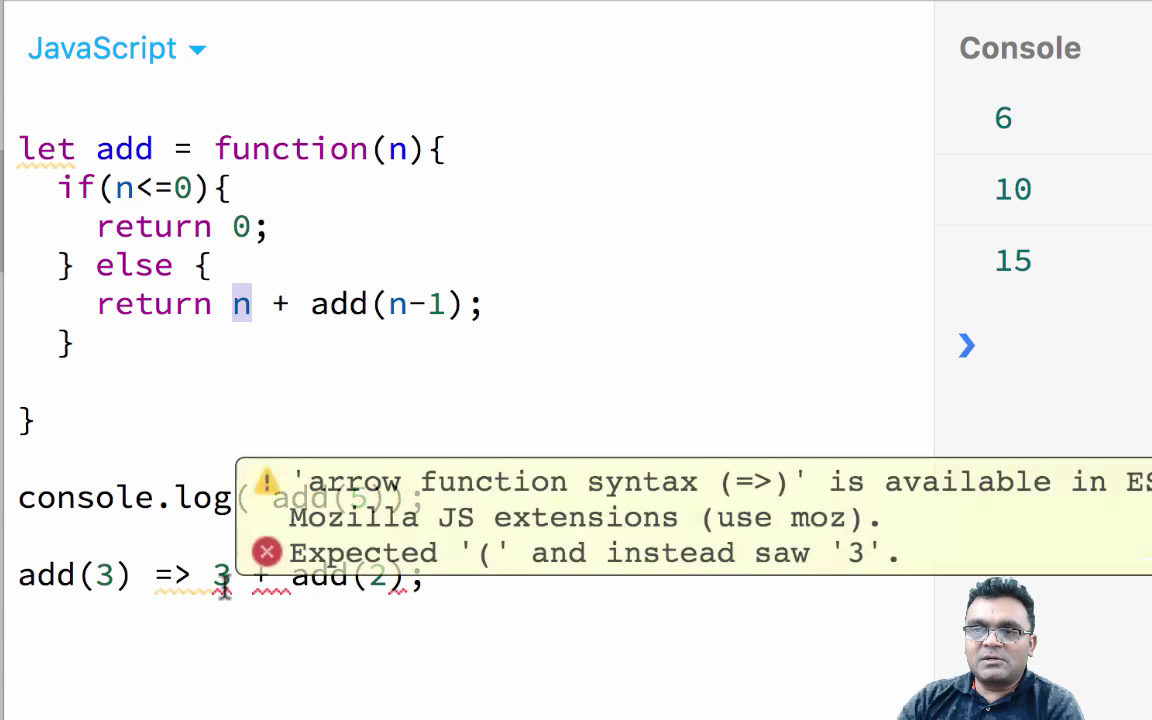 JavaScript
let add = function(n){
if(n<=0){
return 0;
} else {
return n + add(n-1);
}
}
console.log( add(5));
add(3) => 3 + add(2);
'arrow function syntax (=>)' is available in ES
Mozilla JS extensions (use moz).
Expected '(' and instead saw '3'.
Console
6
10
15